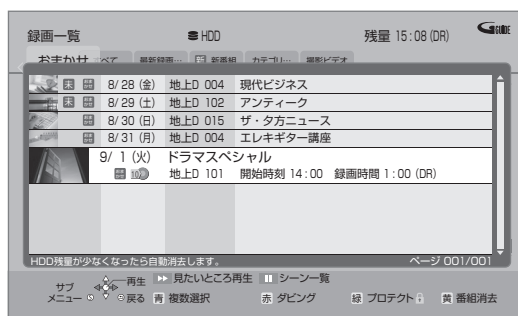 録画一覧 HDD 残量 15:08 (DR) G GUIDE
おまかせ べて 最新録画… 新番組 カテゴリ… 撮影ビデオ
未 8/28 (金) 地上D 004 現代ビジネス
未 8/29 (土) 地上D 102 アンティーク
8/30 (日) 地上D 015 ザ・夕方ニュース
8/31 (月) 地上D 004 エレキギター講座
9/ 1 (火) ドラマスペシャル
地上D 101 開始時刻 14:00 録画時間 1:00 (DR)
HDD残量が少なくなったら自動消去します。 ページ 001/001
サブメニュー 再生 見たいところ再生 シーン一覧
戻る 青 複数選択 赤 ダビング 緑 プロテクト 黄 番組消去